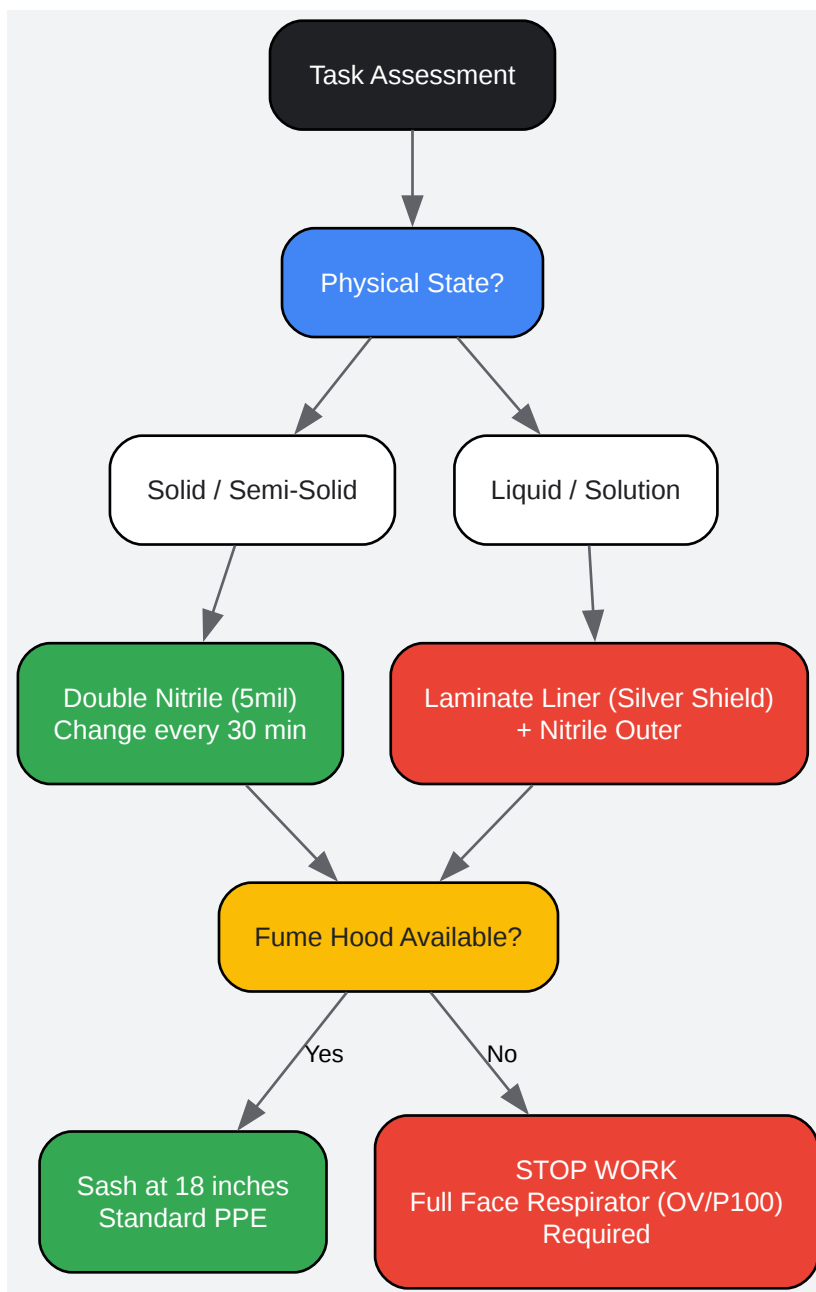 Task Assessment
Physical State?
Solid / Semi-Solid
Liquid / Solution
Double Nitrile (5mil)
Change every 30 min
Laminate Liner (Silver Shield)
+ Nitrile Outer
Fume Hood Available?
Yes
No
Sash at 18 inches
Standard PPE
STOP WORK
Full Face Respirator (OV/P100)
Required